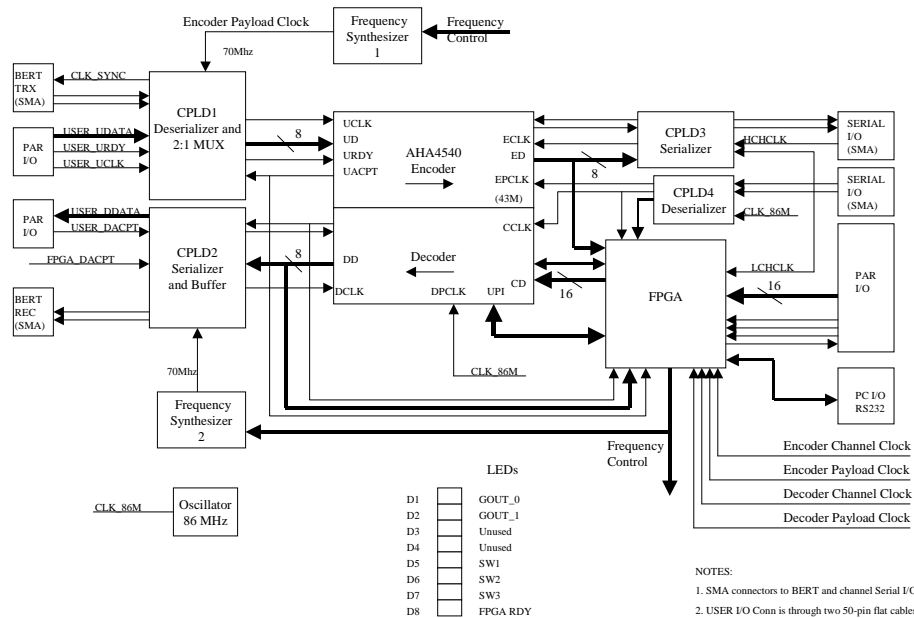 Encoder Payload Clock
Frequency
Synthesizer
1
Frequency
Control
70Mhz
BERT
TRX
(SMA)
CLK_SYNC
CPLD1
Deserializer and
2:1 MUX
PAR
I/O
USER_UDATA
USER_URDY
USER_UCLK
8
UCLK
UD
URDY
UACPT
AHA4540
Encoder
ECLK
ED
EPCLK
(43M)
CCLK
8
CPLD3
Serializer
HCHCLK
SERIAL
I/O
(SMA)
CPLD4
Deserializer
CLK_86M
SERIAL
I/O
(SMA)
PAR
I/O
USER_DDATA
USER_DACPT
FPGA_DACPT
CPLD2
Serializer
and Buffer
8
DD
DCLK
Decoder
DPCLK
UPI
CD
16
FPGA
LCHCLK
16
PAR
I/O
BERT
REC
(SMA)
70Mhz
CLK_86M
Frequency
Synthesizer
2
PC I/O
RS232
Frequency
Control
Encoder Channel Clock
Encoder Payload Clock
Decoder Channel Clock
Decoder Payload Clock
CLK_86M
Oscillator
86 MHz
LEDs
D1 GOUT_0
D2 GOUT_1
D3 Unused
D4 Unused
D5 SW1
D6 SW2
D7 SW3
D8 FPGA RDY
NOTES:
1. SMA connectors to BERT and channel Serial I/O
2. USER I/O Conn is through two 50-pin flat cables